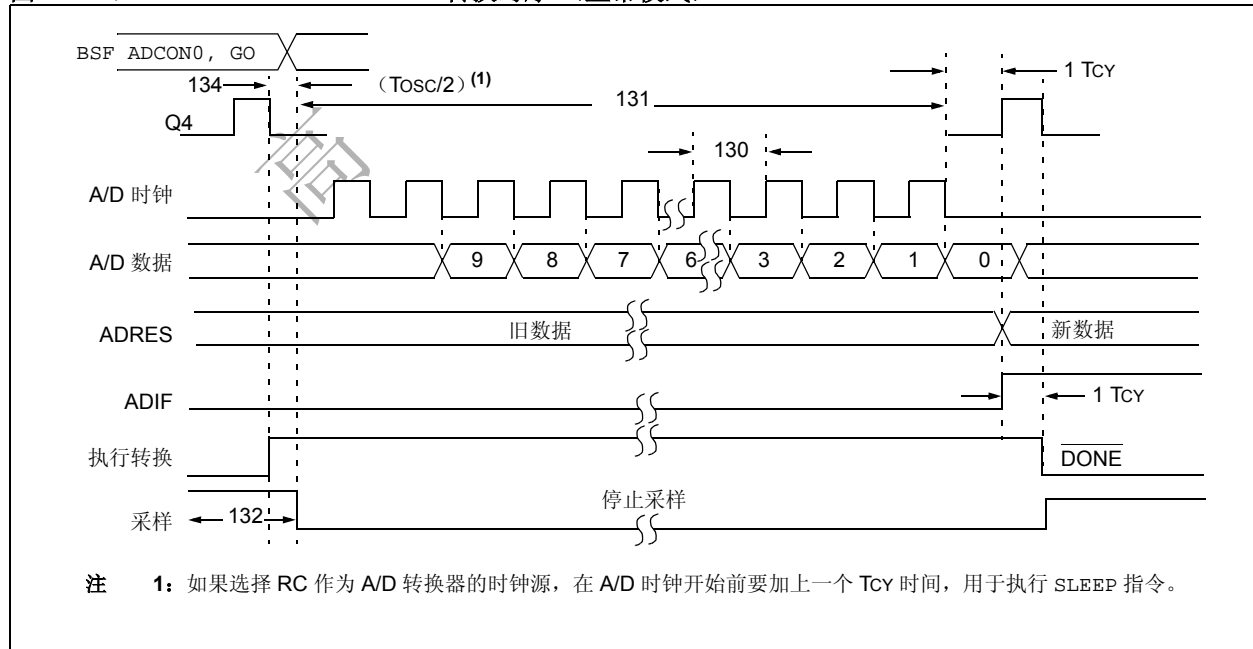 BSF ADCON0, GO
134
（TOSC/2）(1)
131
1 TCY
Q4
高
130
A/D 时钟
A/D 数据
9 8 7 6 3 2 1 0
ADRES
旧数据
新数据
ADIF
1 TCY
执行转换
DONE
采样
132
停止采样
注 1：如果选择 RC 作为 A/D 转换器的时钟源，在 A/D 时钟开始前要加上一个 TCY 时间，用于执行 SLEEP 指令。